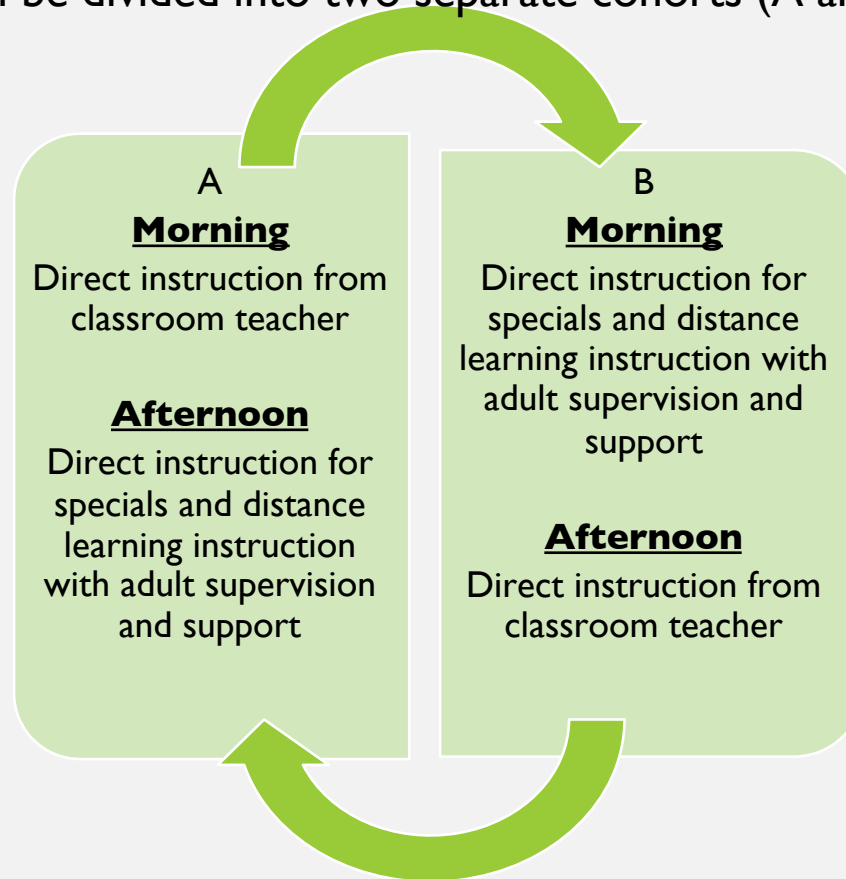 be divided into two separate cohorts (A
A
Morning
Direct instruction from
classroom teacher
Afternoon
Direct instruction for
specials and distance
learning instruction
with adult supervision
and support
B
Morning
Direct instruction for
specials and distance
learning instruction with
adult supervision and
support
Afternoon
Direct instruction from
classroom teacher